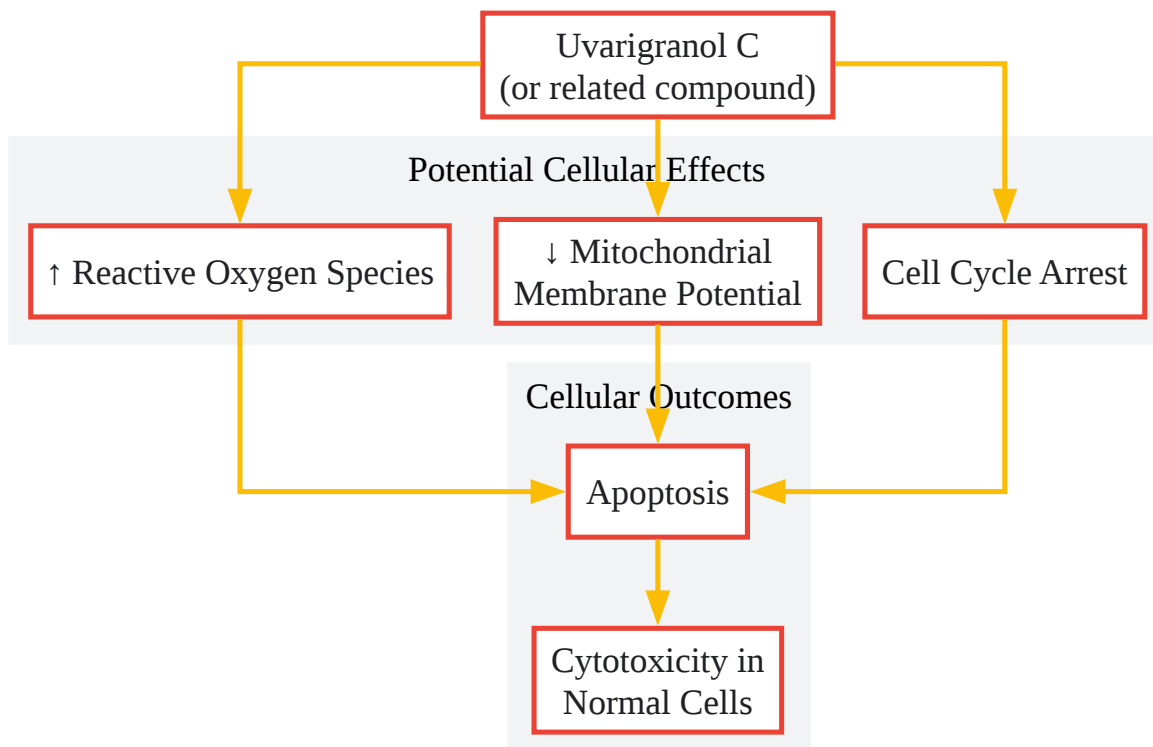 Uvarigranol C
(or related compound)
Potential Cellular Effects
↑ Reactive Oxygen Species
↓ Mitochondrial
Membrane Potential
Cell Cycle Arrest
Cellular Outcomes
Apoptosis
Cytotoxicity in
Normal Cells